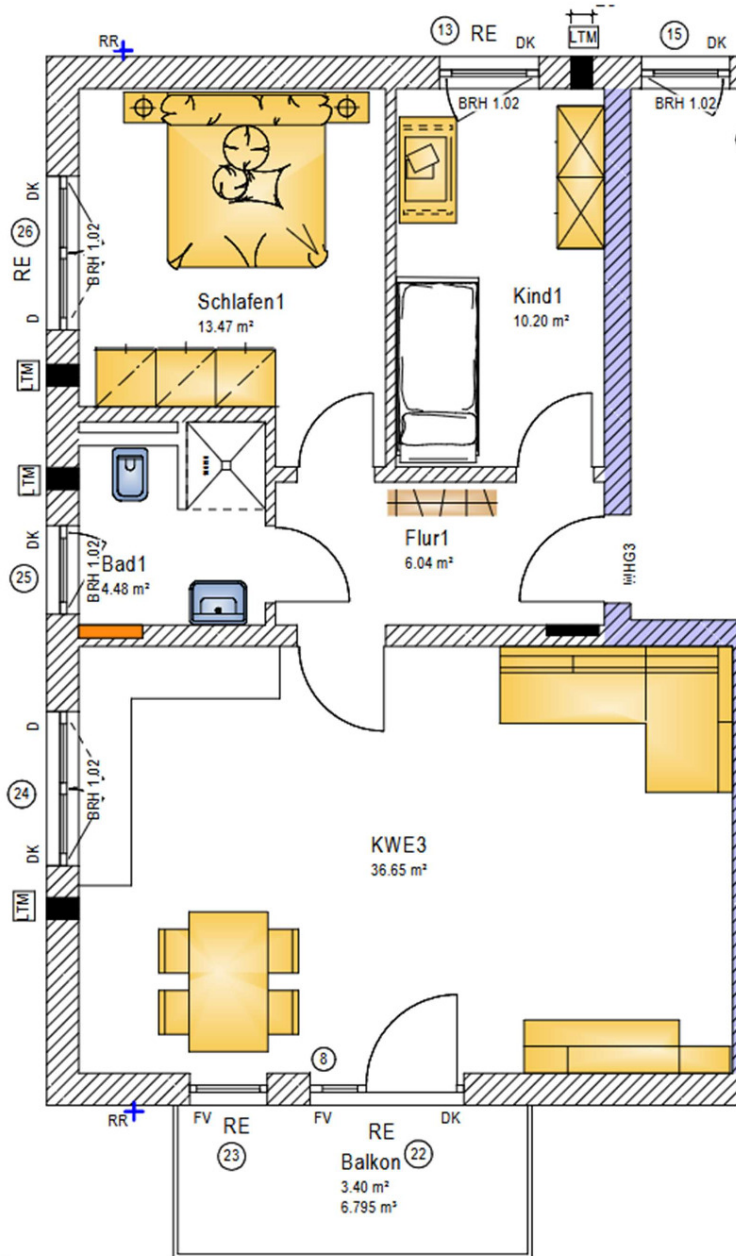 RR
13 RE DK
LTM
15 DK
BRH 1.02
BRH 1.02
DK
26
RE
D
BRH 1.02
Schlafen1
13.47 m²
Kind1
10.20 m²
LTM
LTM
DK
25
BRH 1.02
Bad1
4.48 m²
Flur1
6.04 m²
D
24
DK
BRH 1.02
KWE3
36.65 m²
LTM
8
RR
FV RE
23
FV RE DK
22
Balkon
3.40 m²
6.795 m²